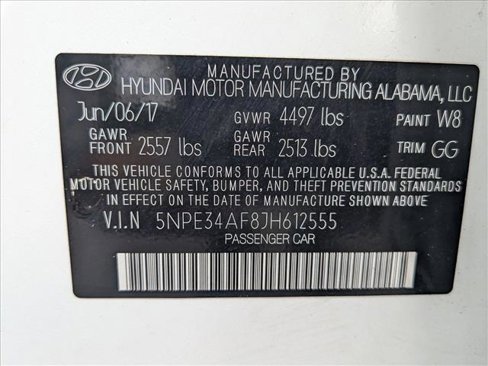 MANUFACTURED BY
HYUNDAI MOTOR MANUFACTURING ALABAMA, LLC
Jun/06/17 GVWR 4497 lbs PAINT W8
GAWR FRONT 2557 lbs GAWR REAR 2513 lbs TRIM GG
THIS VEHICLE CONFORMS TO ALL APPLICABLE U.S.A. FEDERAL
MOTOR VEHICLE SAFETY, BUMPER, AND THEFT PREVENTION STANDARDS
IN EFFECT ON THE DATE OF MANUFACTURE SHOWN ABOVE
V.I.N 5NPE34AF8JH612555
PASSENGER CAR